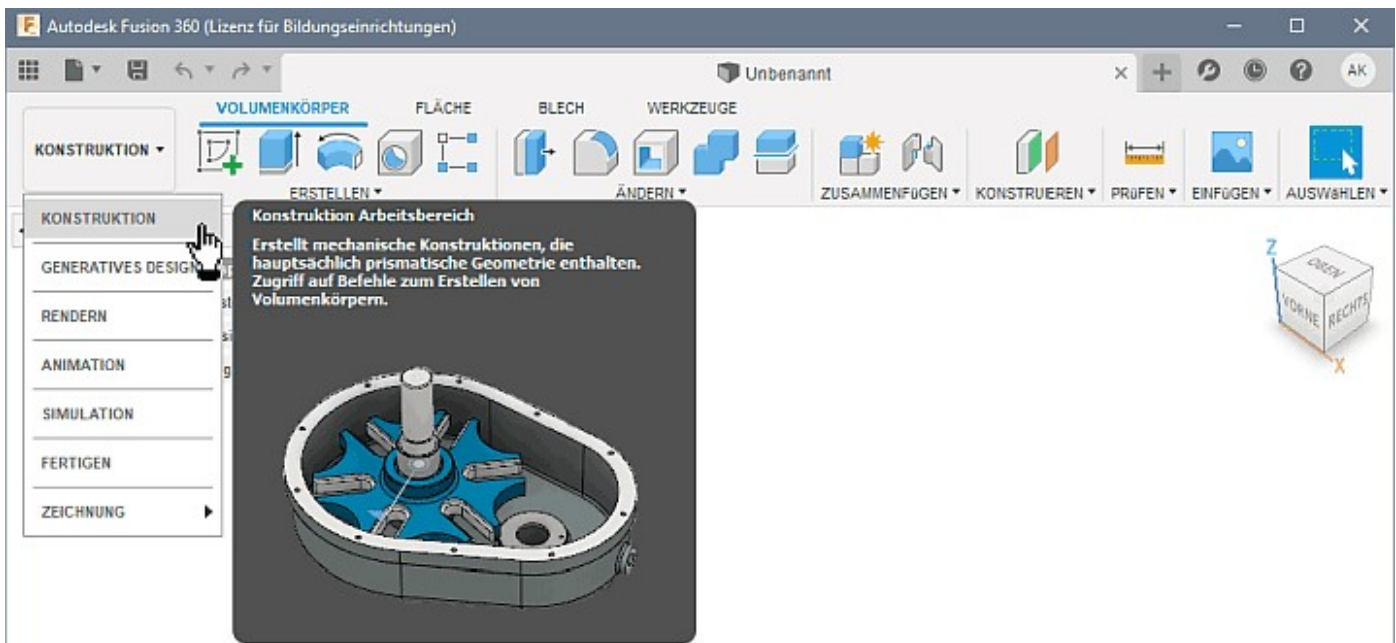 Autodesk Fusion 360 (Lizenz für Bildungseinrichtungen)
Unbenannt
AK
VOLUMENKÖRPER FLÄCHE BLECH WERKZEUGE
KONSTRUKTION
ERSTELLEN ÄNDERN ZUSAMMENFüGEN KONSTRUIEREN PRüFEN EINFüGEN AUSWäHLEN
KONSTRUKTION
GENERATIVES DESIGN
RENDERN
ANIMATION
SIMULATION
FERTIGEN
ZEICHNUNG
Konstruktion Arbeitsbereich
Erstellt mechanische Konstruktionen, die
hauptsächlich prismatische Geometrie enthalten.
Zugriff auf Befehle zum Erstellen von
Volumenkörpern.
Z
OBEN
VORNE RECHTS
X